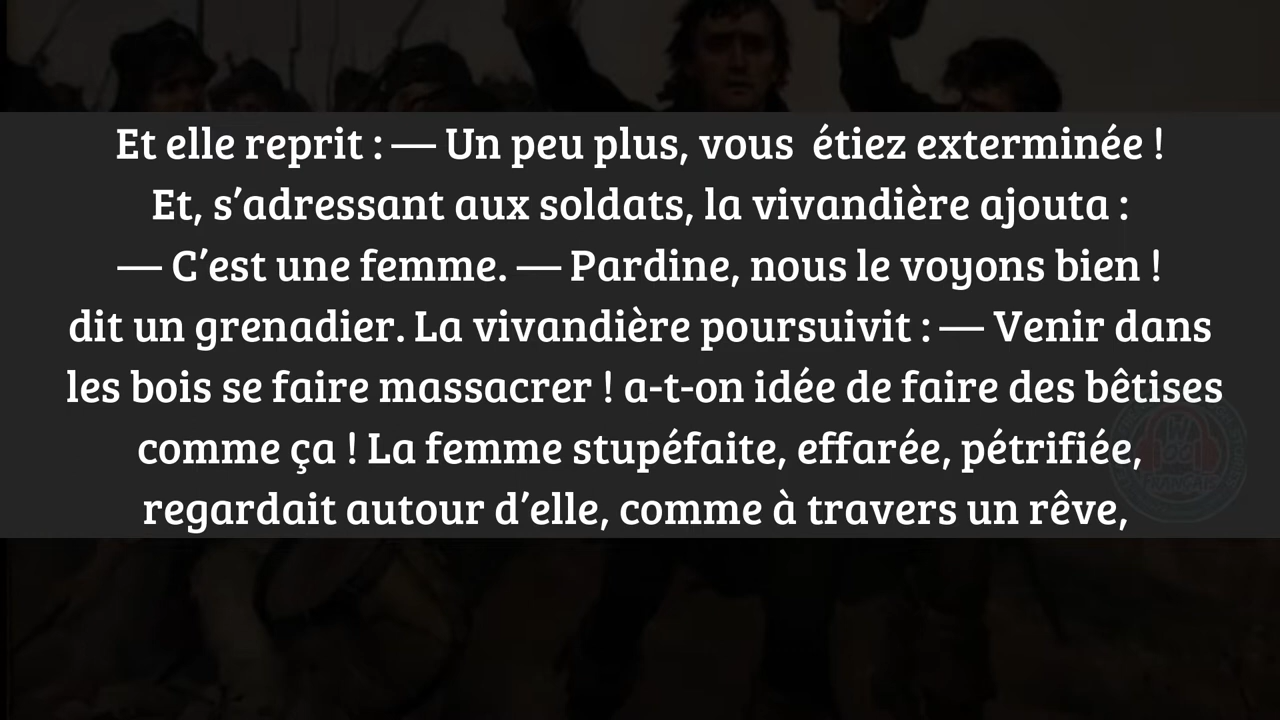 Et elle reprit : — Un peu plus, vous  étiez exterminée !
Et, s’adressant aux soldats, la vivandière ajouta :
— C’est une femme. — Pardine, nous le voyons bien !
dit un grenadier. La vivandière poursuivit : — Venir dans
les bois se faire massacrer ! a-t-on idée de faire des bêtises
comme ça ! La femme stupéfaite, effarée, pétrifiée,
regardait autour d’elle, comme à travers un rêve,